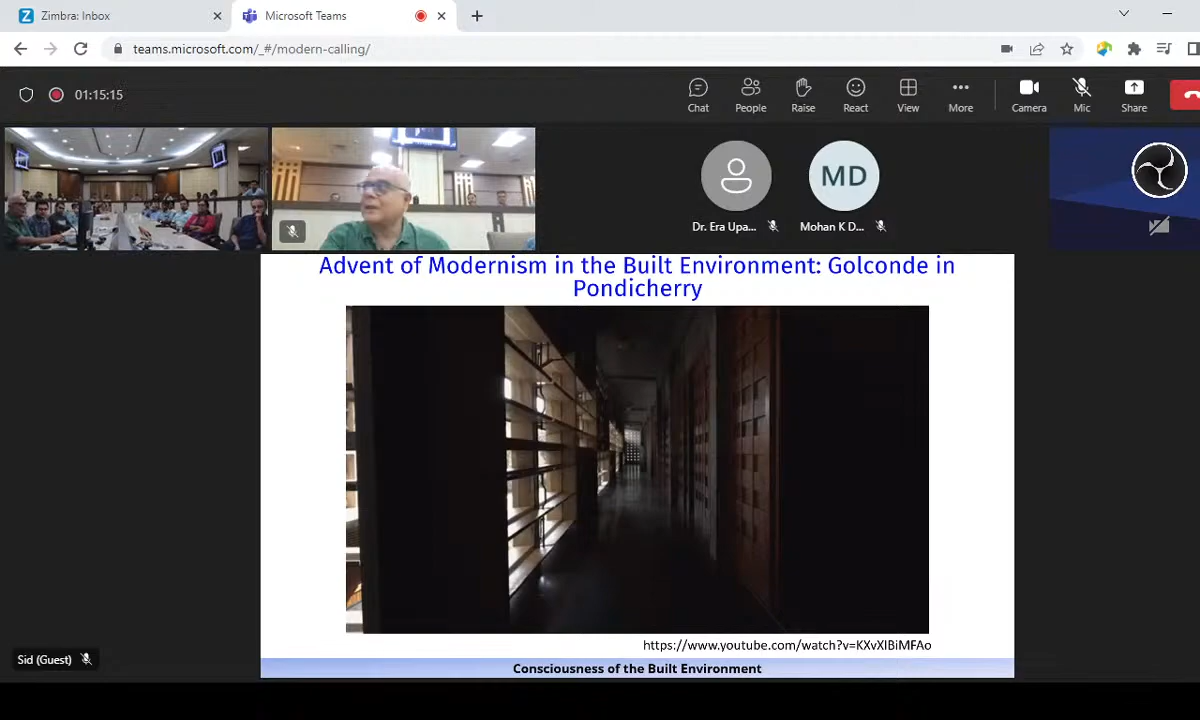 Zimbra: Inbox
Microsoft Teams
teams.microsoft.com/_#/modern-calling/
01:15:15
Chat
People
Raise
React
View
More
Camera
Mic
Share
MD
Dr. Era Upa...
Mohan K D...
Advent of Modernism in the Built Environment: Golconde in
Pondicherry
https://www.youtube.com/watch?v=KXvXIBiMFAo
Sid (Guest)
Consciousness of the Built Environment